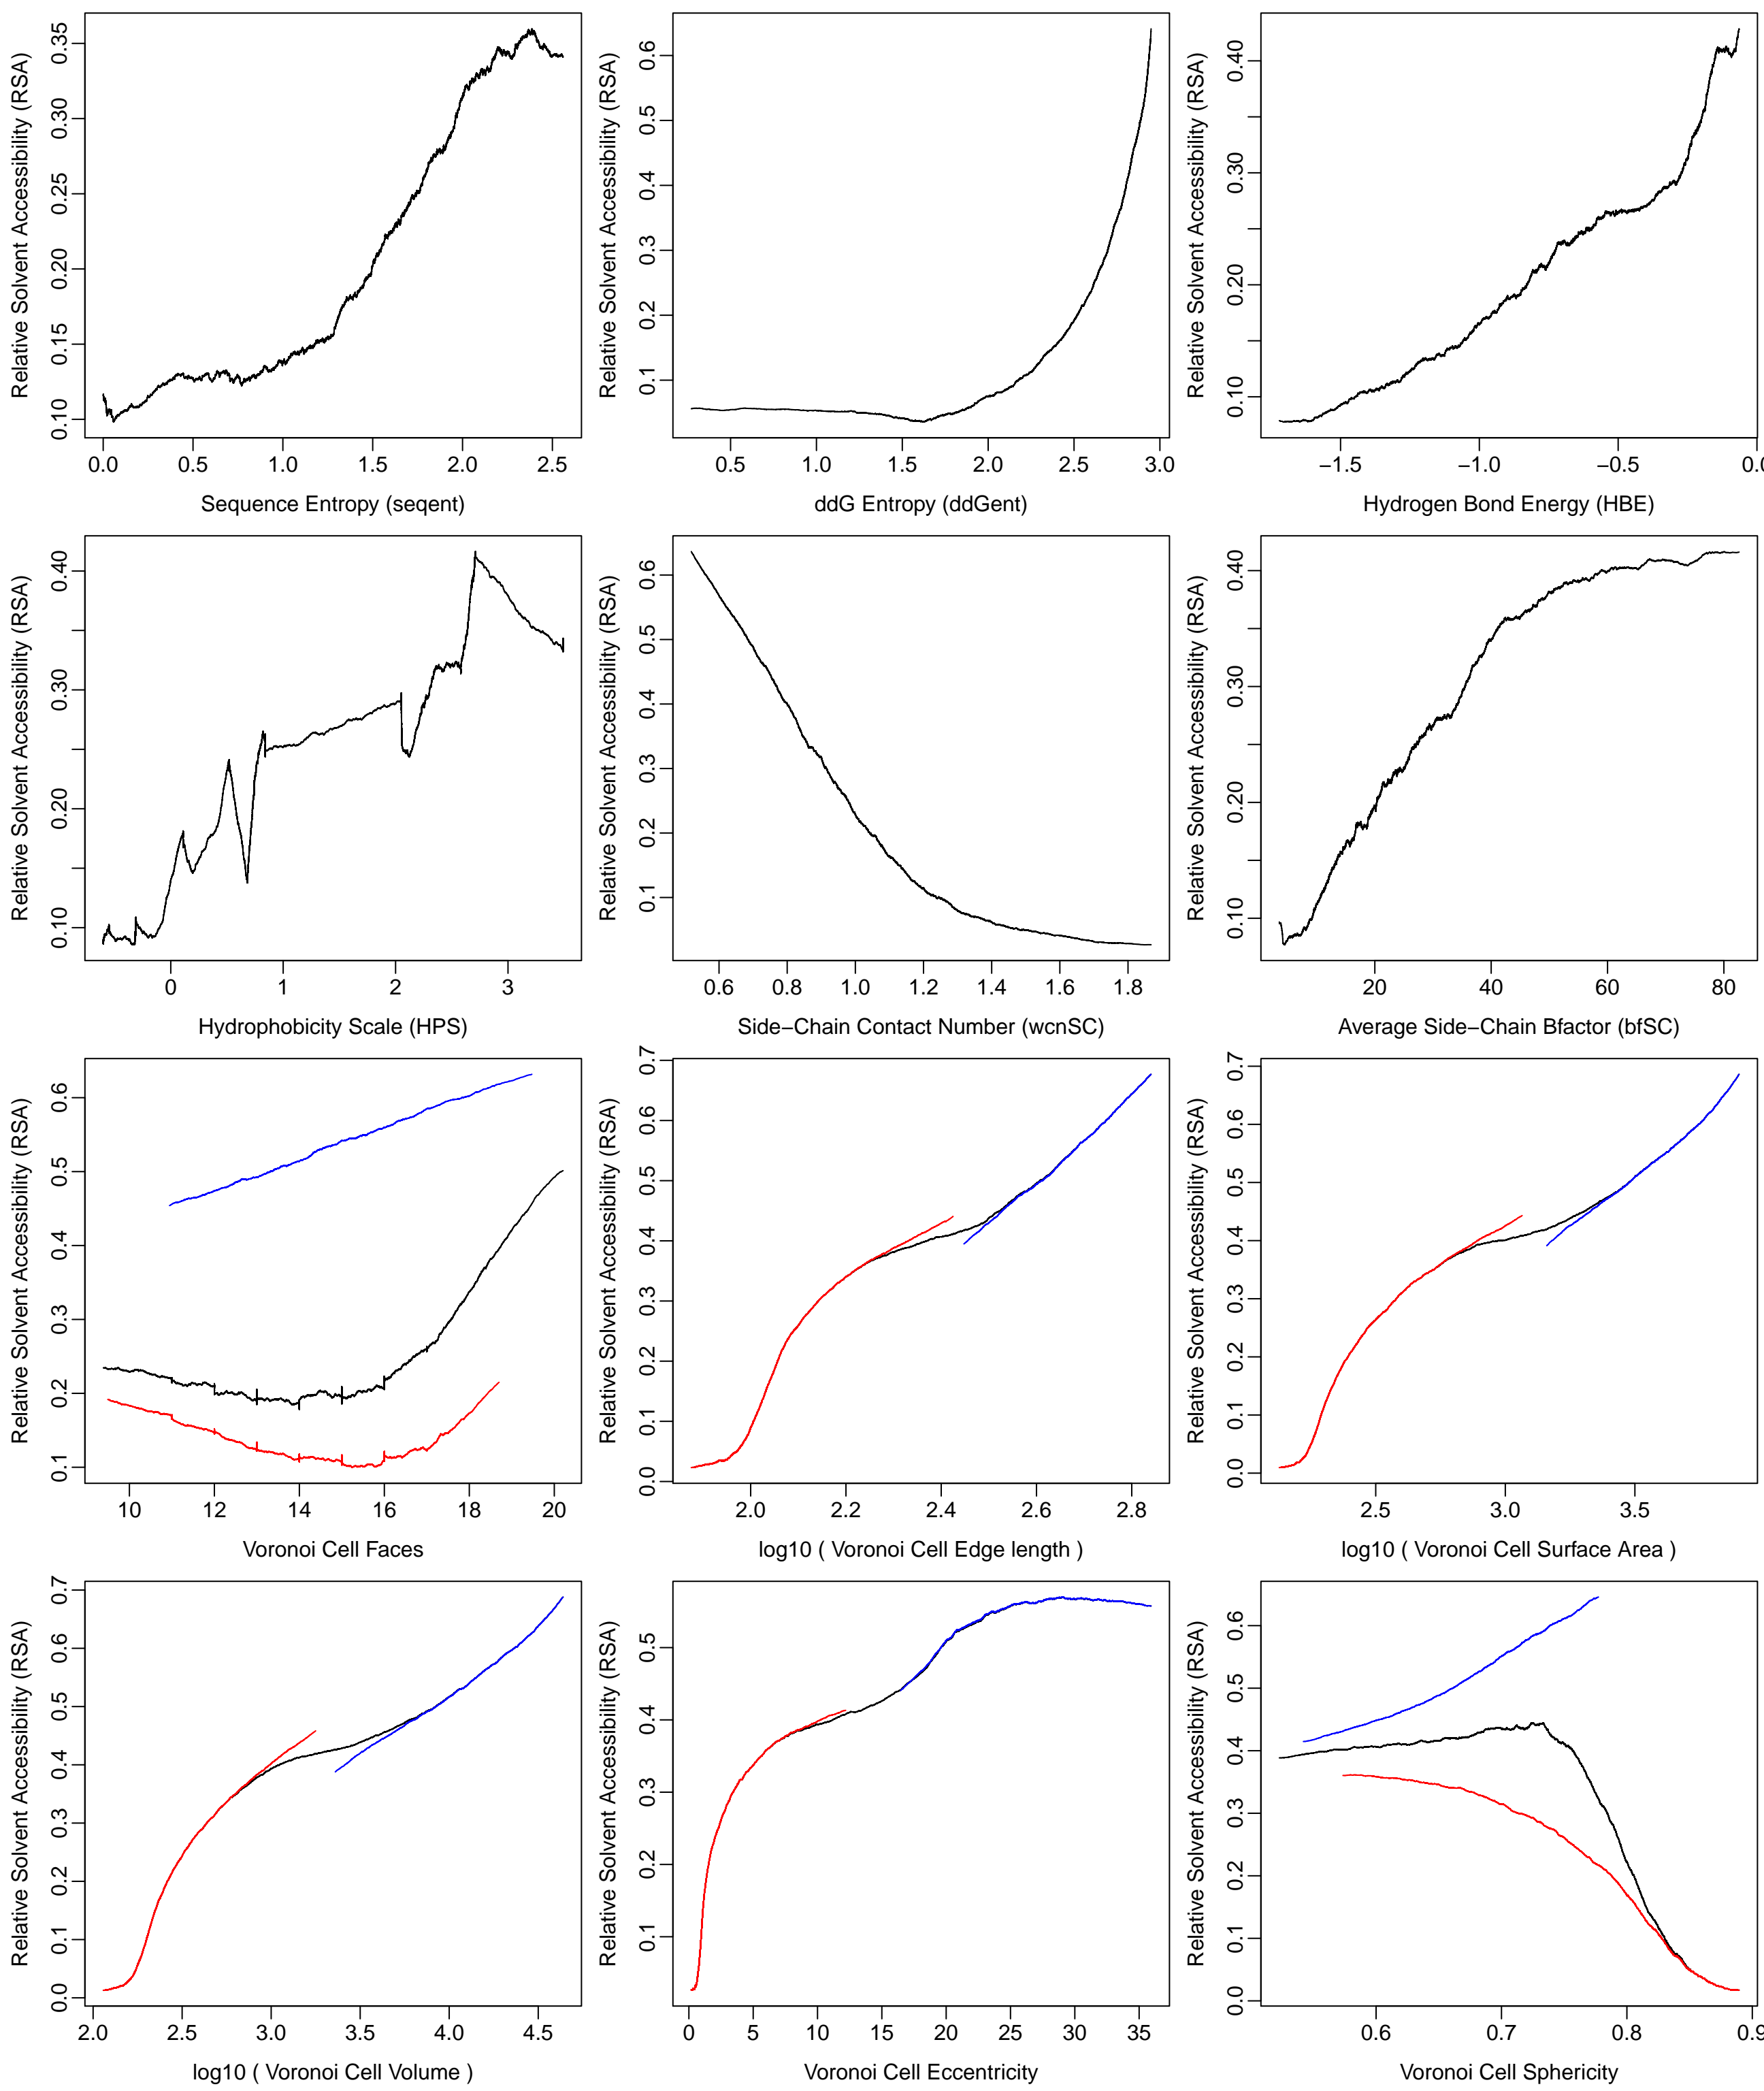 Relative Solvent Accessibility (RSA)
0.10 0.15 0.20 0.25 0.30 0.35
0.0 0.5 1.0 1.5 2.0 2.5
Sequence Entropy (seqent)
Relative Solvent Accessibility (RSA)
0.1 0.2 0.3 0.4 0.5 0.6
0.5 1.0 1.5 2.0 2.5 3.0
ddG Entropy (ddGent)
Relative Solvent Accessibility (RSA)
0.10 0.20 0.30 0.40
−1.5 −1.0 −0.5 0.0
Hydrogen Bond Energy (HBE)
Relative Solvent Accessibility (RSA)
0.10 0.20 0.30 0.40
0 1 2 3
Hydrophobicity Scale (HPS)
Relative Solvent Accessibility (RSA)
0.1 0.2 0.3 0.4 0.5 0.6
0.6 0.8 1.0 1.2 1.4 1.6 1.8
Side−Chain Contact Number (wcnSC)
Relative Solvent Accessibility (RSA)
0.10 0.20 0.30 0.40
20 40 60 80
Average Side−Chain Bfactor (bfSC)
Relative Solvent Accessibility (RSA)
0.1 0.2 0.3 0.4 0.5 0.6
10 12 14 16 18 20
Voronoi Cell Faces
Relative Solvent Accessibility (RSA)
0.0 0.1 0.2 0.3 0.4 0.5 0.6 0.7
2.0 2.2 2.4 2.6 2.8
log10 ( Voronoi Cell Edge length )
Relative Solvent Accessibility (RSA)
0.0 0.1 0.2 0.3 0.4 0.5 0.6 0.7
2.5 3.0 3.5
log10 ( Voronoi Cell Surface Area )
Relative Solvent Accessibility (RSA)
0.0 0.1 0.2 0.3 0.4 0.5 0.6 0.7
2.0 2.5 3.0 3.5 4.0 4.5
log10 ( Voronoi Cell Volume )
Relative Solvent Accessibility (RSA)
0.1 0.2 0.3 0.4 0.5
0 5 10 15 20 25 30 35
Voronoi Cell Eccentricity
Relative Solvent Accessibility (RSA)
0.0 0.1 0.2 0.3 0.4 0.5 0.6
0.6 0.7 0.8 0.9
Voronoi Cell Sphericity